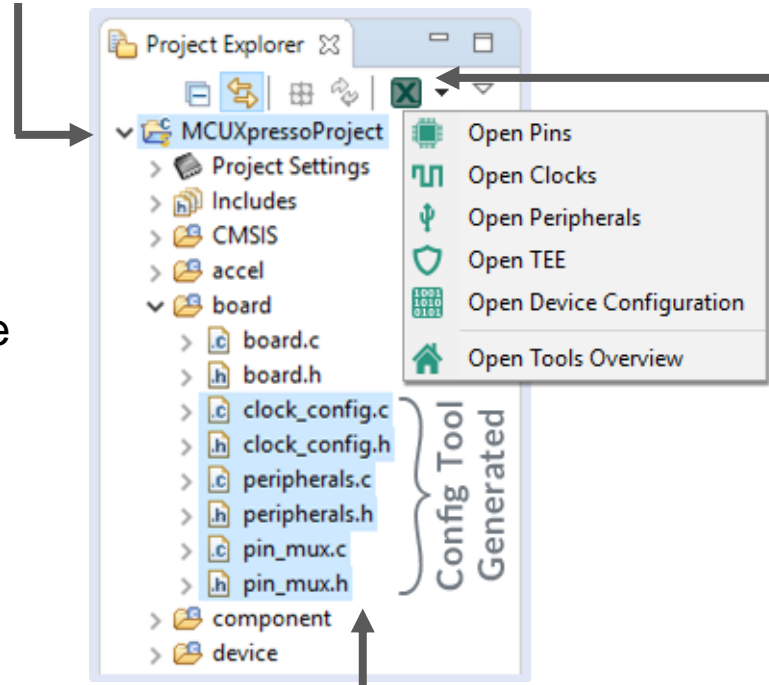 Project Explorer
MCUXpressoProject
Project Settings
Includes
CMSIS
accel
board
board.c
board.h
clock_config.c
clock_config.h
peripherals.c
peripherals.h
pin_mux.c
pin_mux.h
component
device
Open Pins
Open Clocks
Open Peripherals
Open TEE
Open Device Configuration
Open Tools Overview
Config Tool
Generated
e